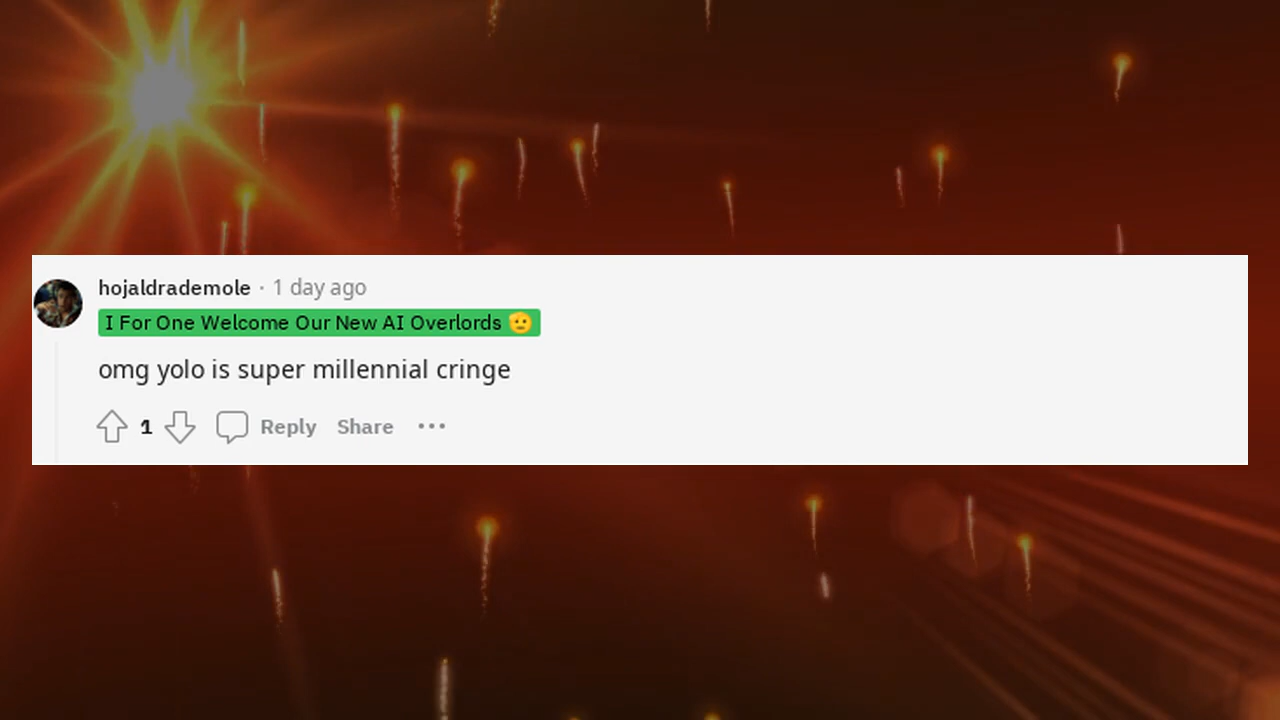 hojaldrademole · 1 day ago
I For One Welcome Our New AI Overlords 🫡
omg yolo is super millennial cringe
1 Reply Share ···